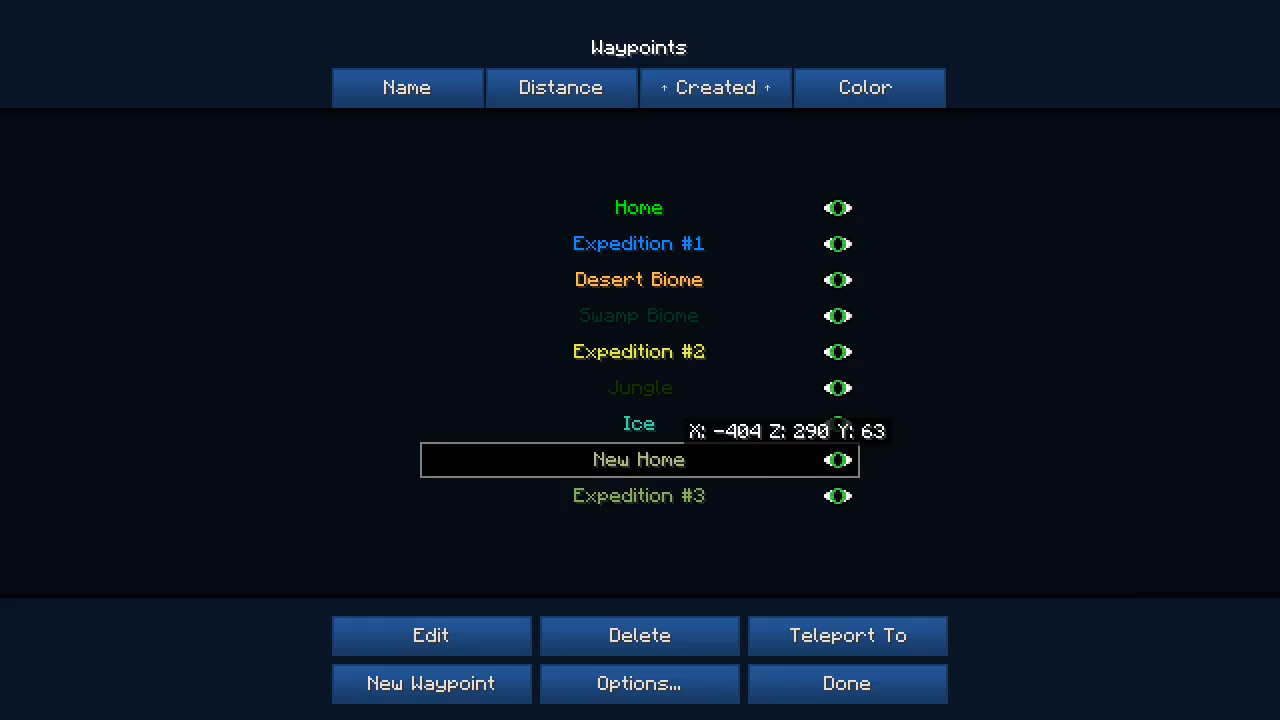 Waypoints
Name Distance ↑ Created ↑ Color
Home
Expedition #1
Desert Biome
Swamp Biome
Expedition #2
Jungle
Ice
X: -404 Z: 290 Y: 63
New Home
Expedition #3
Edit Delete Teleport To
New Waypoint Options... Done